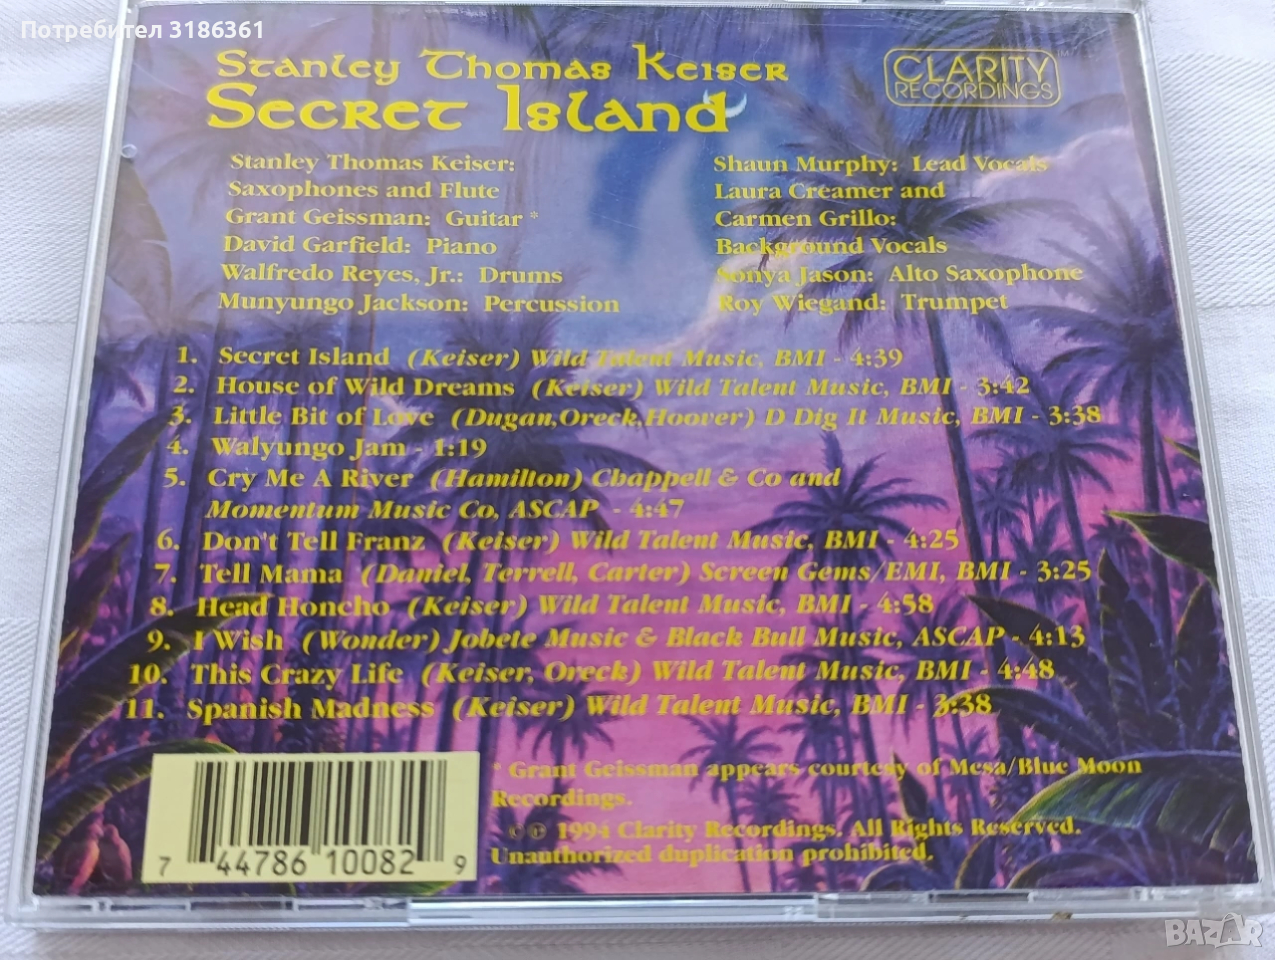 Потребител 3186361
Stanley Thomas Keiser
Secret Island
CLARITY
RECORDINGS
TM
Stanley Thomas Keiser:
Saxophones and Flute
Grant Geissman: Guitar *
David Garfield: Piano
Walfredo Reyes, Jr.: Drums
Munyungo Jackson: Percussion
Shaun Murphy: Lead Vocals
Laura Creamer and
Carmen Grillo:
Background Vocals
Sonya Jason: Alto Saxophone
Roy Wiegand: Trumpet
1. Secret Island (Keiser) Wild Talent Music, BMI - 4:39
2. House of Wild Dreams (Keiser) Wild Talent Music, BMI - 3:42
3. Little Bit of Love (Dugan,Oreck,Hoover) D Dig It Music, BMI - 3:38
4. Walyungo Jam - 1:19
5. Cry Me A River (Hamilton) Chappell & Co and
Momentum Music Co, ASCAP - 4:47
6. Don't Tell Franz (Keiser) Wild Talent Music, BMI - 4:25
7. Tell Mama (Daniel, Terrell, Carter) Screen Gems/EMI, BMI - 3:25
8. Head Honcho (Keiser) Wild Talent Music, BMI - 4:58
9. I Wish (Wonder) Jobete Music & Black Bull Music, ASCAP - 4:13
10. This Crazy Life (Keiser, Oreck) Wild Talent Music, BMI - 4:48
11. Spanish Madness (Keiser) Wild Talent Music, BMI - 3:38
* Grant Geissman appears courtesy of Mesa/Blue Moon
Recordings.
©℗ 1994 Clarity Recordings. All Rights Reserved.
Unauthorized duplication prohibited.
7 44786 10082 9
BAZAR